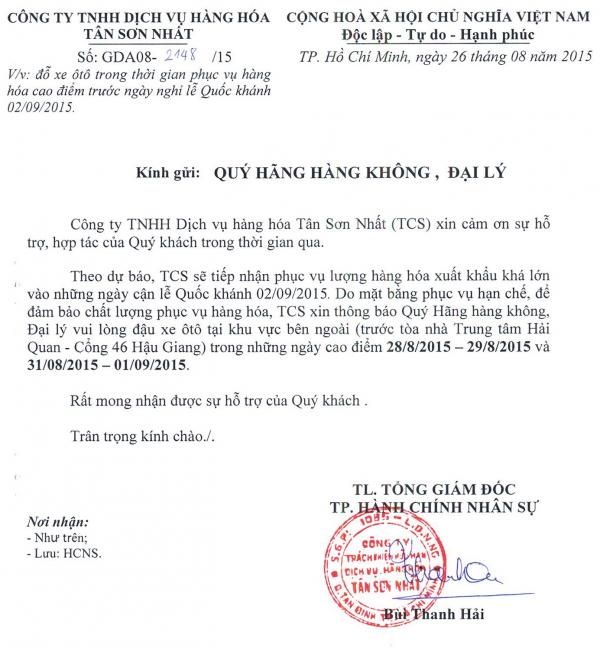 CÔNG TY TNHH DỊCH VỤ HÀNG HÓA
TÂN SƠN NHẤT
CỘNG HOÀ XÃ HỘI CHỦ NGHĨA VIỆT NAM
Độc lập - Tự do - Hạnh phúc
Số: GDA08- 2148 /15
TP. Hồ Chí Minh, ngày 26 tháng 08 năm 2015
V/v: đỗ xe ôtô trong thời gian phục vụ hàng
hóa cao điểm trước ngày nghỉ lễ Quốc khánh
02/09/2015.
Kính gửi: QUÝ HÃNG HÀNG KHÔNG , ĐẠI LÝ
Công ty TNHH Dịch vụ hàng hóa Tân Sơn Nhất (TCS) xin cảm ơn sự hỗ
trợ, hợp tác của Quý khách trong thời gian qua.
Theo dự báo, TCS sẽ tiếp nhận phục vụ lượng hàng hóa xuất khẩu khá lớn
vào những ngày cận lễ Quốc khánh 02/09/2015. Do mặt bằng phục vụ hạn chế, để
đảm bảo chất lượng phục vụ hàng hóa, TCS xin thông báo Quý Hãng hàng không,
Đại lý vui lòng đậu xe ôtô tại khu vực bên ngoài (trước tòa nhà Trung tâm Hải
Quan - Cổng 46 Hậu Giang) trong những ngày cao điểm 28/8/2015 – 29/8/2015 và
31/08/2015 – 01/09/2015.
Rất mong nhận được sự hỗ trợ của Quý khách .
Trân trọng kính chào./.
TL. TỔNG GIÁM ĐỐC
TP. HÀNH CHÍNH NHÂN SỰ
Nơi nhận:
- Như trên;
- Lưu: HCNS.
S.G.P: 1095 - L.D.N.NG
CÔNG TY
TRÁCH NHIỆM HỮU HẠN
DỊCH VỤ HÀNG HÓA
TÂN SƠN NHẤT
Q.TÂN BÌNH TP HỒ CHÍ MINH
Bùi Thanh Hải